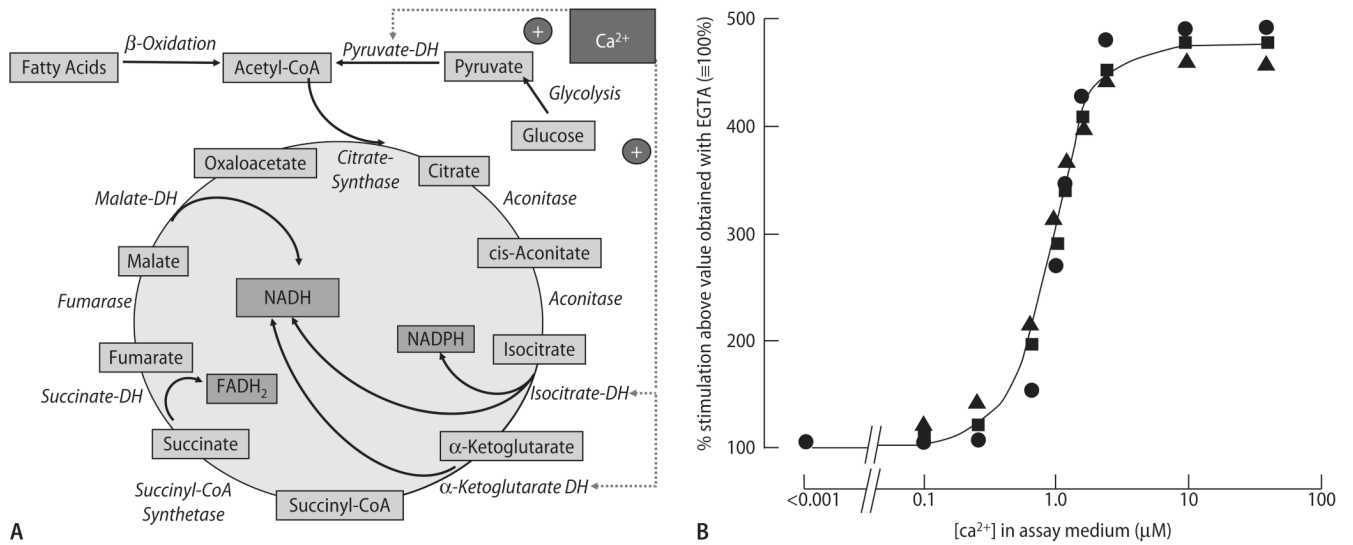 Fatty Acids
β-Oxidation
Acetyl-CoA
Pyruvate-DH
Pyruvate
+
Ca²⁺
Glycolysis
Glucose
+
Oxaloacetate
Citrate-
Synthase
Citrate
Malate-DH
Aconitase
Malate
cis-Aconitate
NADH
Fumarase
Aconitase
NADPH
Isocitrate
Fumarate
FADH₂
Succinate-DH
Isocitrate-DH
Succinate
α-Ketoglutarate
α-Ketoglutarate DH
Succinyl-CoA
Synthetase
Succinyl-CoA
A
% stimulation above value obtained with EGTA (≡100%)
500
400
300
200
100
<0.001
0.1
1.0
10
100
[ca²⁺] in assay medium (μM)
B